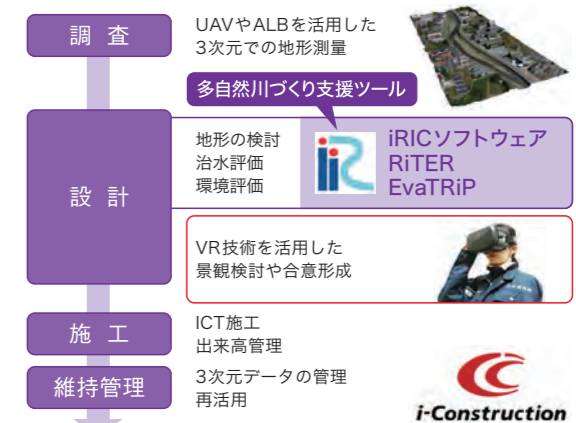 調 査
UAVやALBを活用した
3次元での地形測量
多自然川づくり支援ツール
設 計
地形の検討
治水評価
環境評価
iRIC
iRICソフトウェア
RiTER
EvaTRiP
VR技術を活用した
景観検討や合意形成
施 工
ICT施工
出来高管理
維持管理
3次元データの管理
再活用
i-Construction